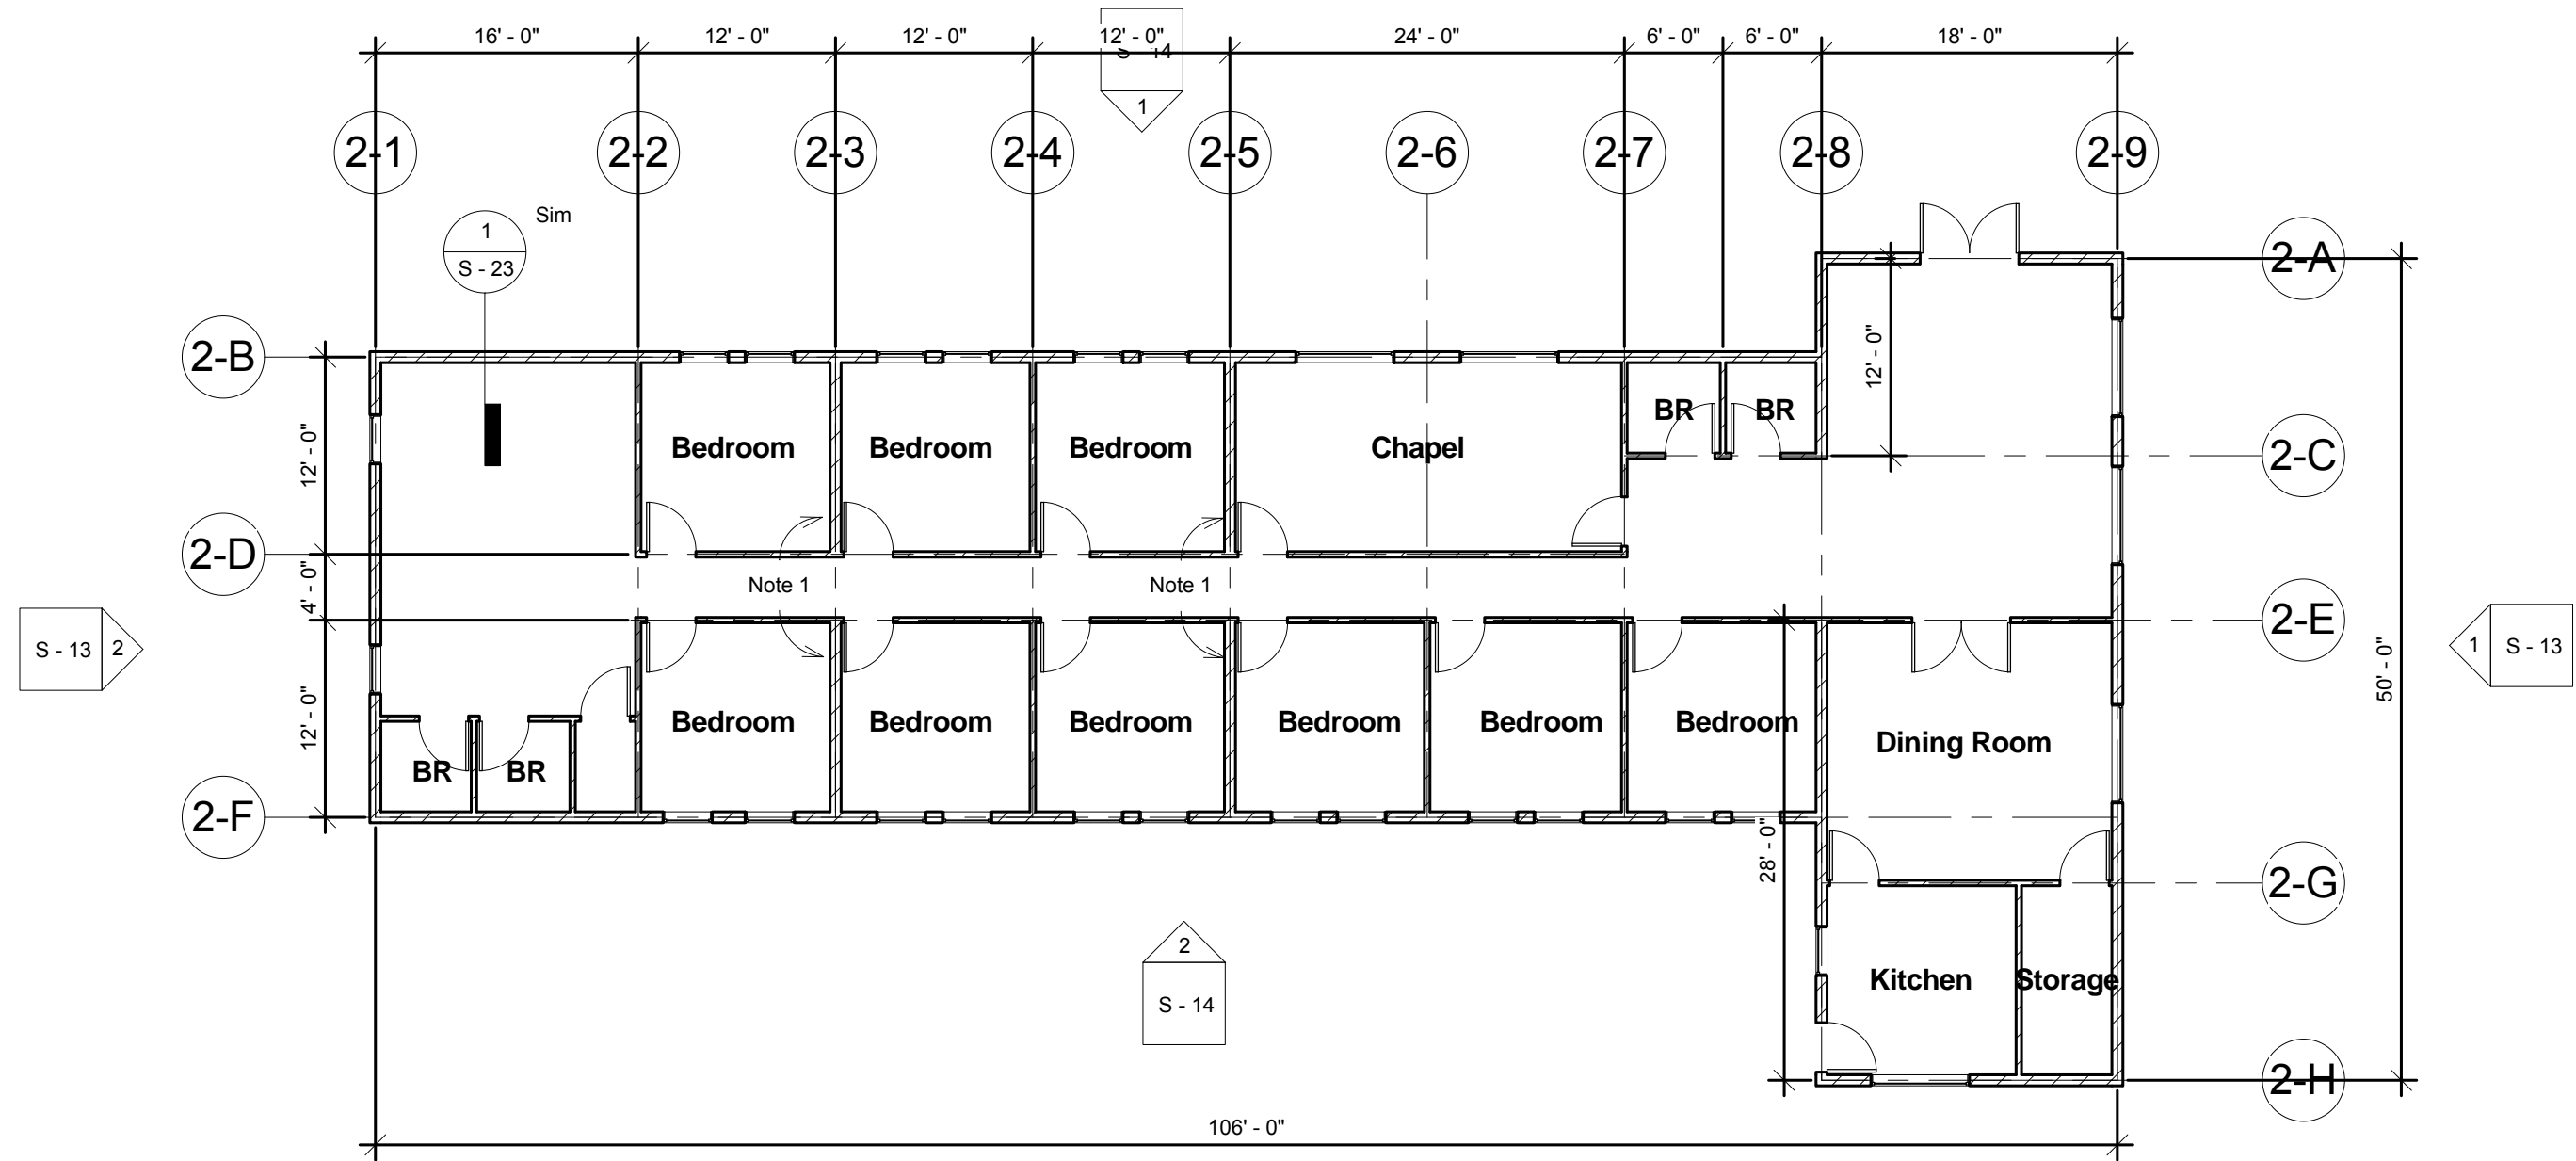 16' - 0" 12' - 0" 12' - 0" 12' - 0" 24' - 0" 6' - 0" 6' - 0" 18' - 0"
S - 14
1
2-1 2-2 2-3 2-4 2-5 2-6 2-7 2-8 2-9
1
S - 23
Sim
2-A
2-B
12' - 0"
BR BR
Bedroom Bedroom Bedroom Chapel
12' - 0"
2-C
2-D
4' - 0"
Note 1 Note 1
2-E
S - 13 2
1 S - 13
50' - 0"
12' - 0"
Bedroom Bedroom Bedroom Bedroom Bedroom Bedroom
Dining Room
BR BR
2-F
28' - 0"
2-G
2
S - 14
Kitchen Storage
2-H
106' - 0"